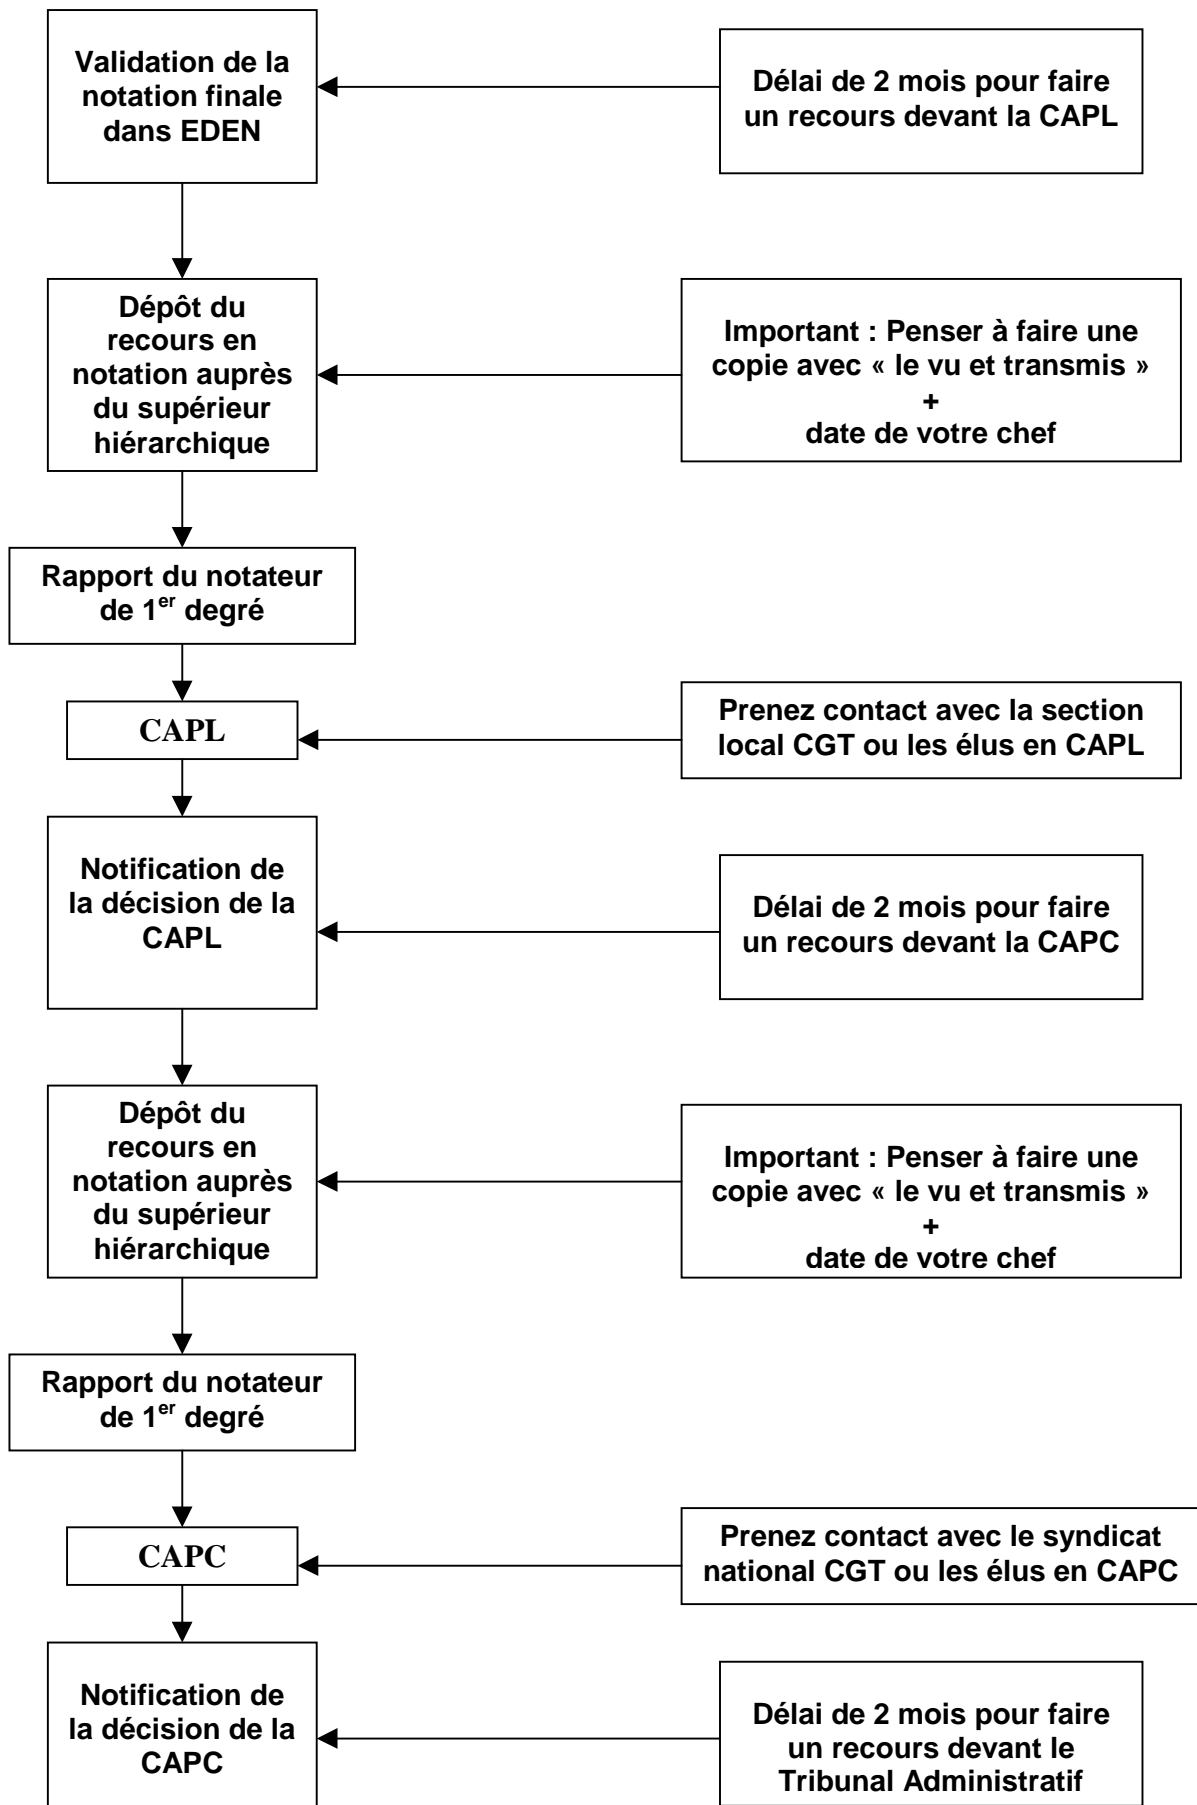 Validation de la
notation finale
dans EDEN
Délai de 2 mois pour faire
un recours devant la CAPL
Dépôt du
recours en
notation auprès
du supérieur
hiérarchique
Important : Penser à faire une
copie avec « le vu et transmis »
+
date de votre chef
Rapport du notateur
de 1er degré
CAPL
Prenez contact avec la section
local CGT ou les élus en CAPL
Notification de
la décision de la
CAPL
Délai de 2 mois pour faire
un recours devant la CAPC
Dépôt du
recours en
notation auprès
du supérieur
hiérarchique
Important : Penser à faire une
copie avec « le vu et transmis »
+
date de votre chef
Rapport du notateur
de 1er degré
CAPC
Prenez contact avec le syndicat
national CGT ou les élus en CAPC
Notification de
la décision de la
CAPC
Délai de 2 mois pour faire
un recours devant le
Tribunal Administratif